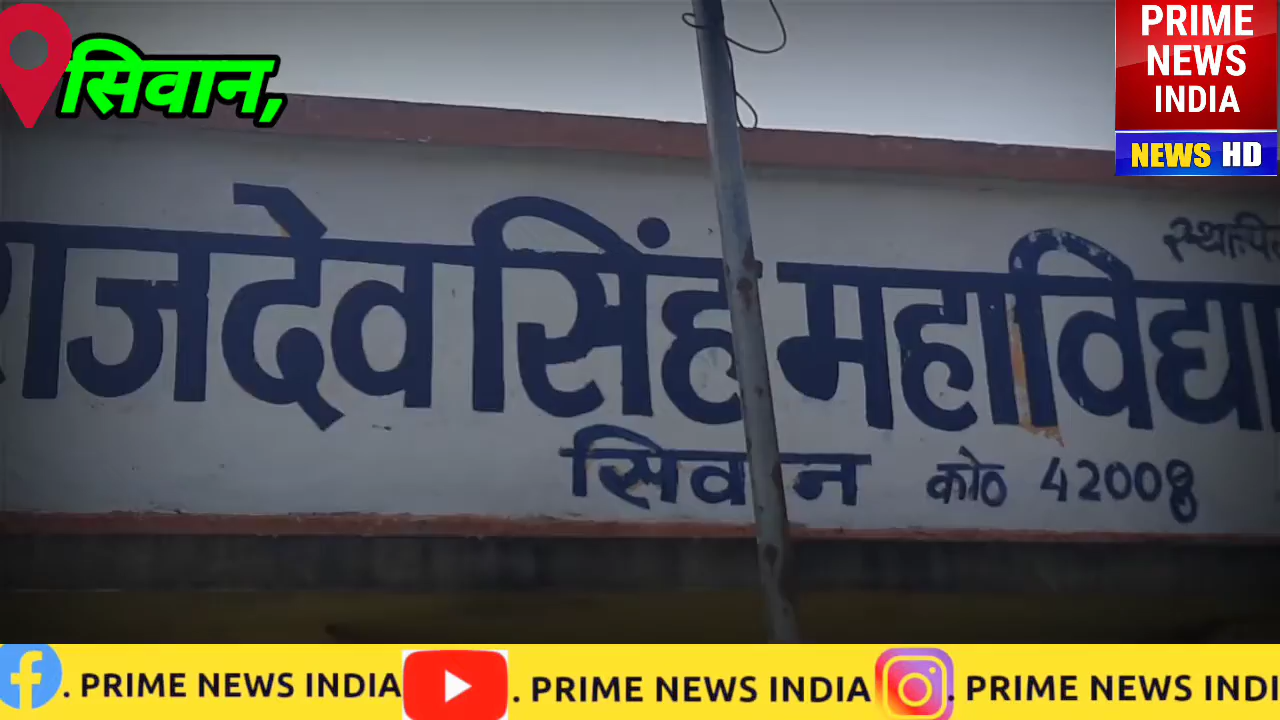 सिवान,
PRIME
NEWS
INDIA
NEWS HD
राजदेव सिंह महाविद्या
सिवान कोड 42008
. PRIME NEWS INDIA . PRIME NEWS INDIA . PRIME NEWS INDI